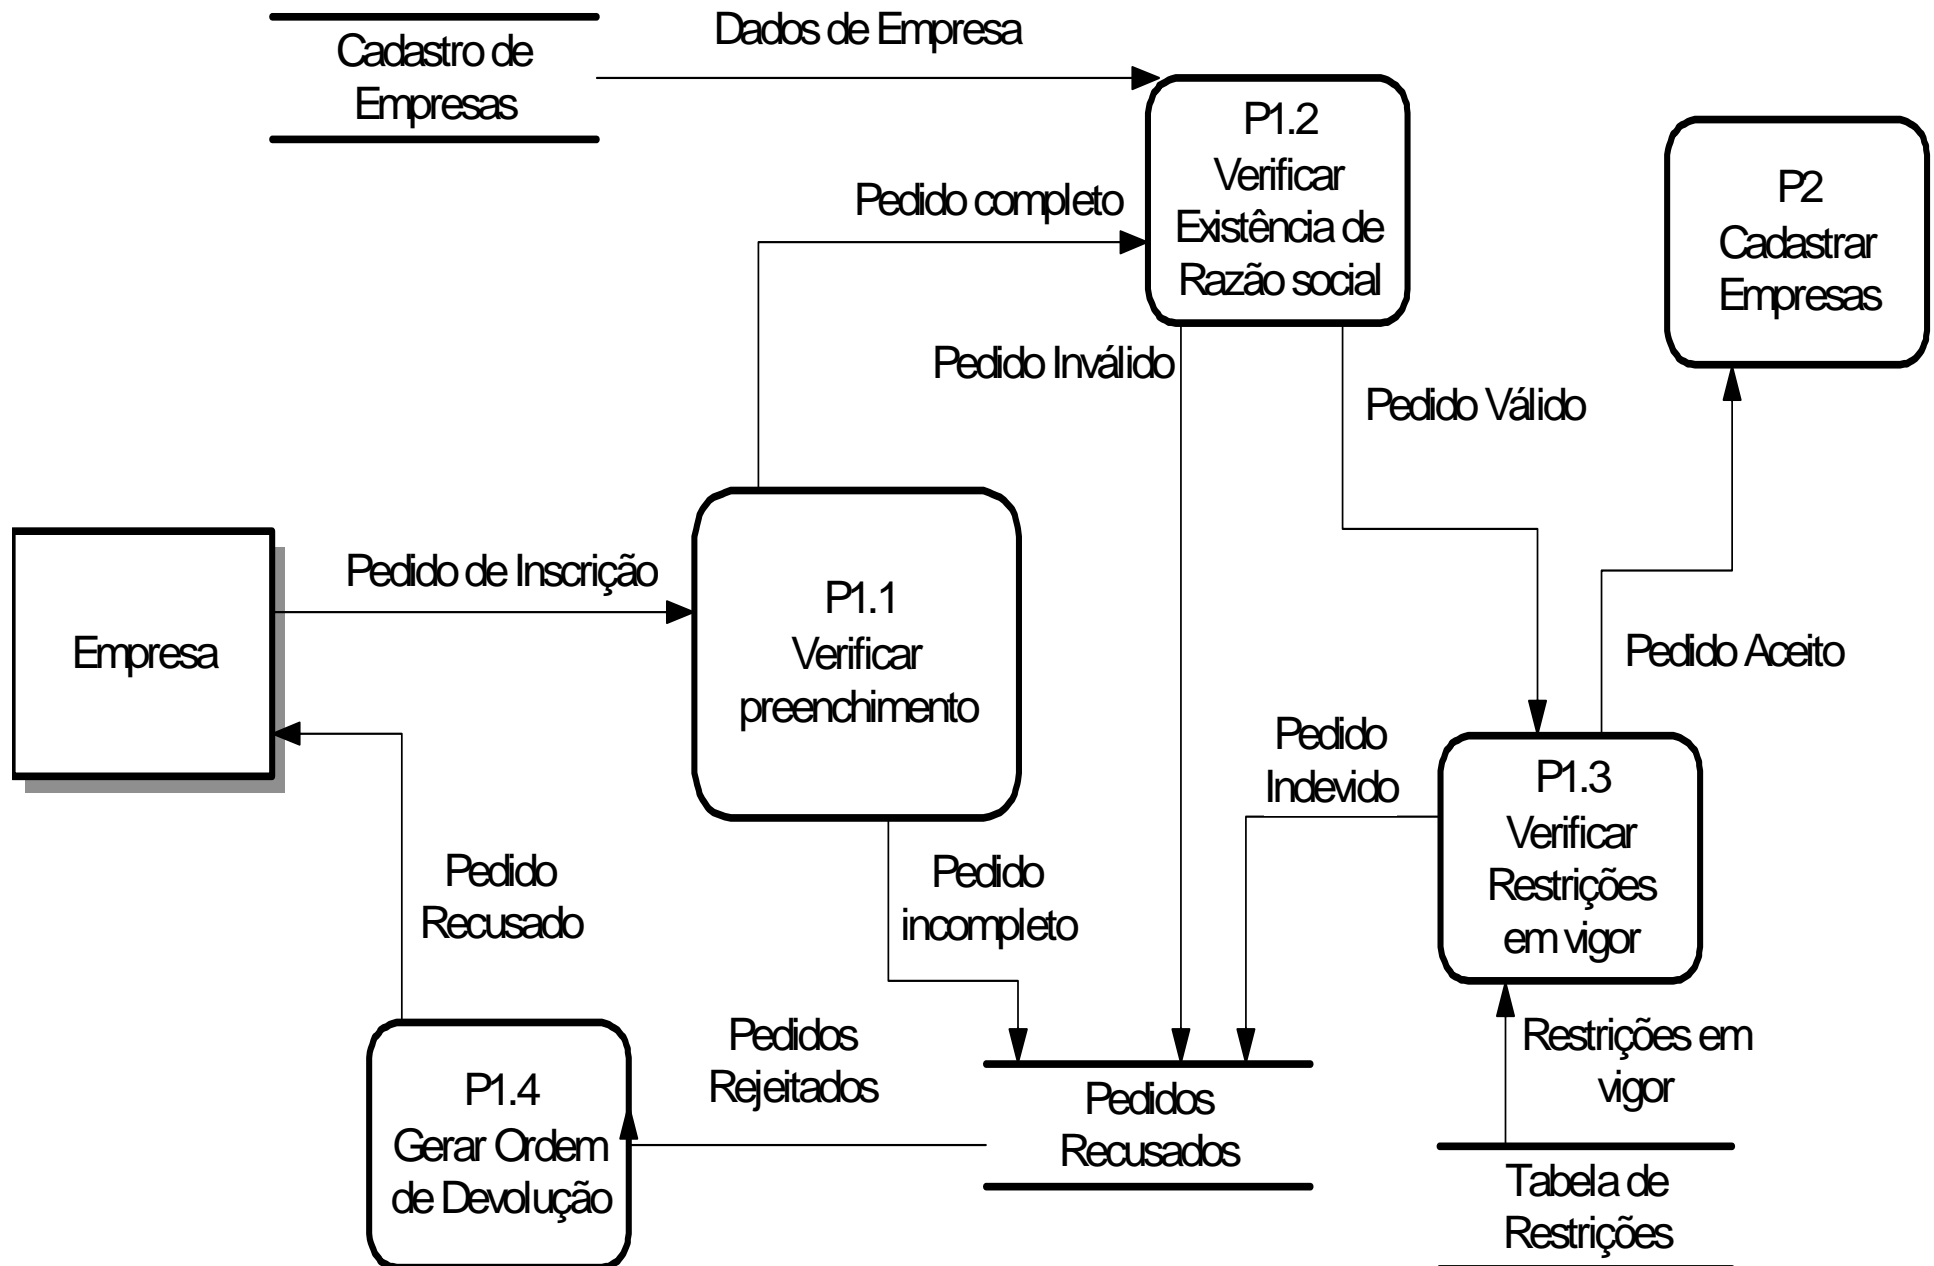 Dados de Empresa
Cadastro de
Empresas
P1.2
Verificar
Existência de
Razão social
P2
Cadastrar
Empresas
Pedido completo
Pedido Inválido
Pedido Válido
Pedido de Inscrição
P1.1
Verificar
preenchimento
Empresa
Pedido Aceito
Pedido
Indevido
P1.3
Verificar
Restrições
em vigor
Pedido
Recusado
Pedido
incompleto
Pedidos
Rejeitados
Restrições em
vigor
P1.4
Gerar Ordem
de Devolução
Pedidos
Recusados
Tabela de
Restrições